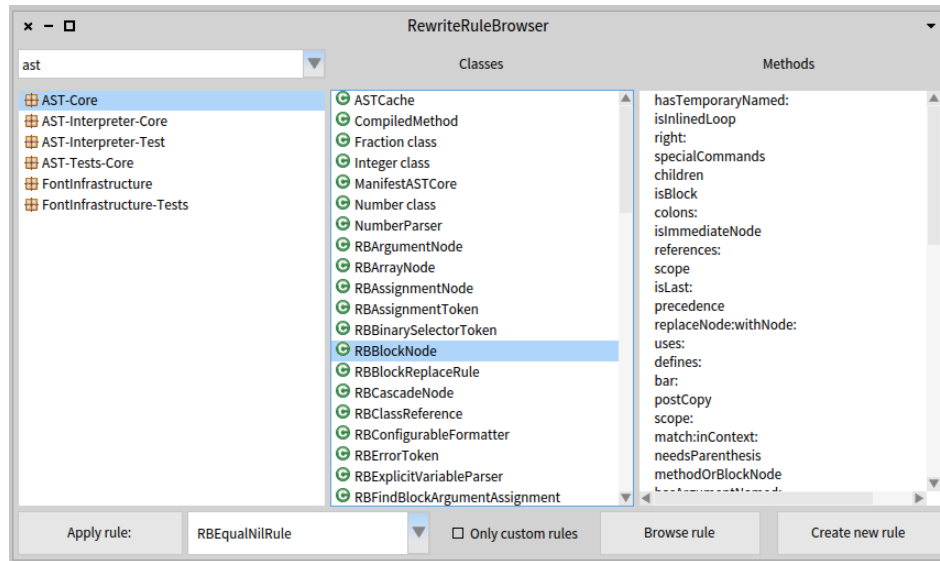 RewriteRuleBrowser
ast
Classes
Methods
AST-Core
AST-Interpreter-Core
AST-Interpreter-Test
AST-Tests-Core
FontInfrastructure
FontInfrastructure-Tests
ASTCache
CompiledMethod
Fraction class
Integer class
ManifestASTCore
Number class
NumberParser
RBArgumentNode
RBArrayNode
RBAssignmentNode
RBAssignmentToken
RBBinarySelectorToken
RBBlockNode
RBBlockReplaceRule
RBCascadeNode
RBClassReference
RBConfigurableFormatter
RBErrorToken
RBExplicitVariableParser
RBFindBlockArgumentAssignment
hasTemporaryNamed:
isInlinedLoop
right:
specialCommands
children
isBlock
colons:
isImmediateNode
references:
scope
isLast:
precedence
replaceNode:withNode:
uses:
defines:
bar:
postCopy
scope:
match:inContext:
needsParenthesis
methodOrBlockNode
Apply rule:
RBEqualNilRule
Only custom rules
Browse rule
Create new rule